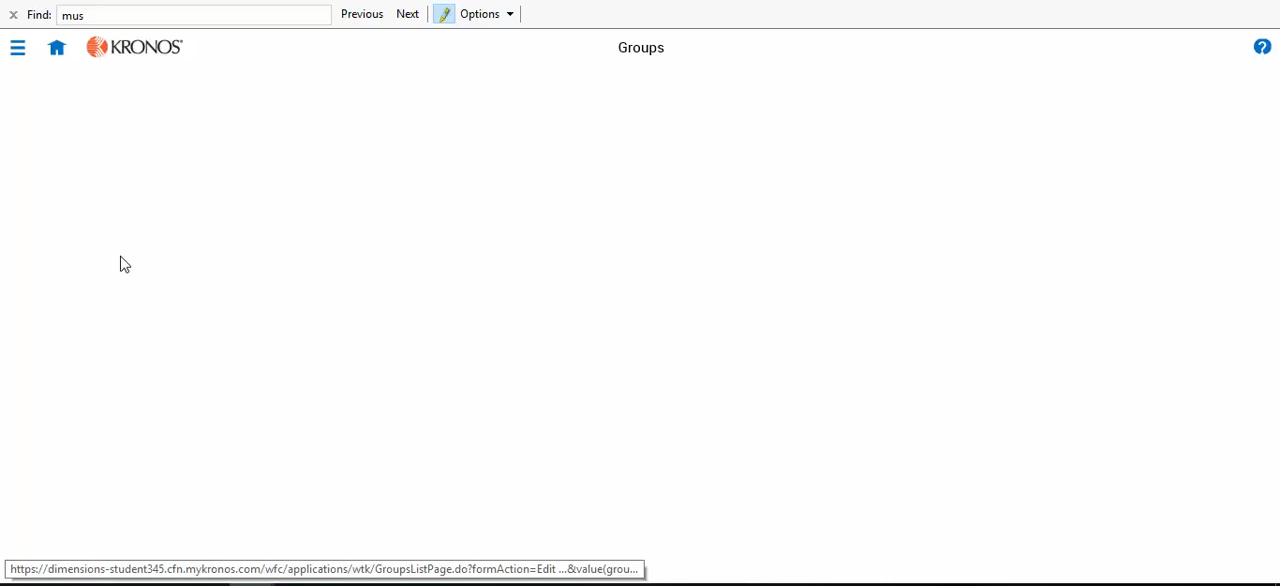 x Find: mus Previous Next Options
KRONOS Groups ?
https://dimensions-student345.cfn.mykronos.com/wfc/applications/wtk/GroupsListPage.do?formAction=Edit ...&value(grou...